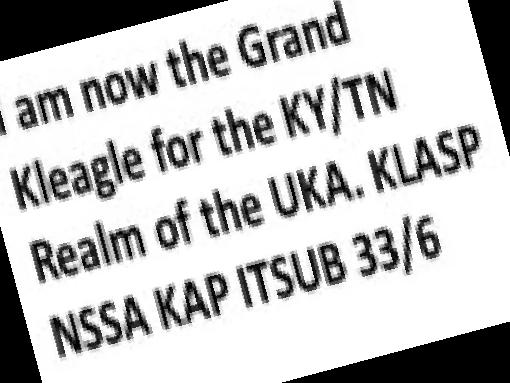 I am now the Grand
Kleagle for the KY/TN
Realm of the UKA. KLASP
NSSA KAP ITSUB 33/6